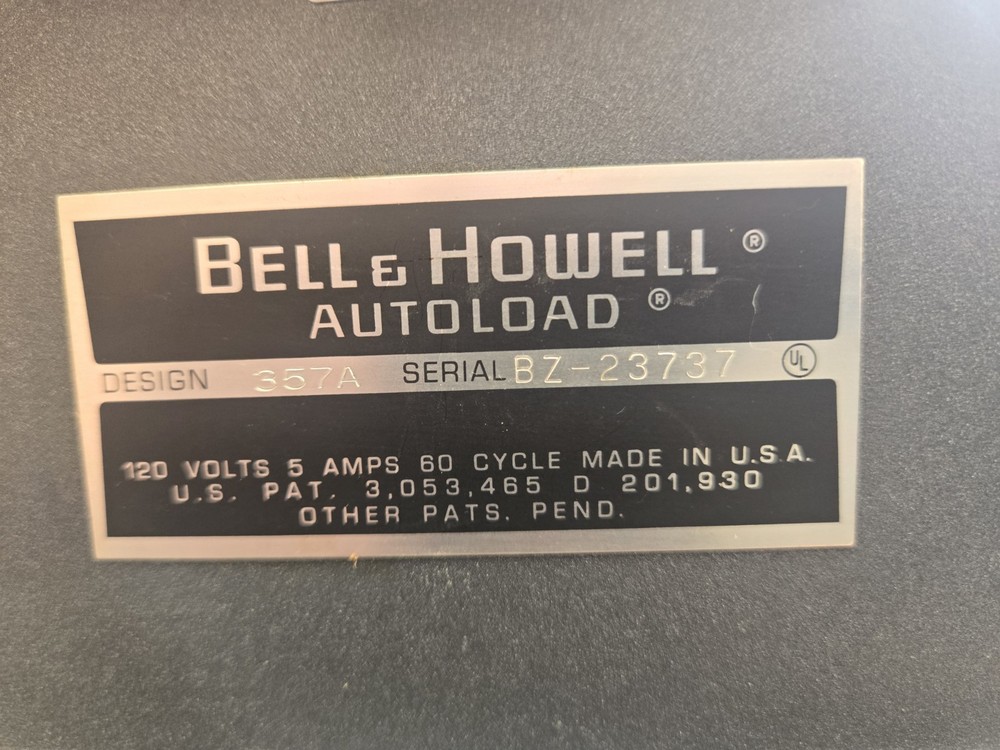 BELL & HOWELL ®
AUTOLOAD ®
DESIGN 357A SERIAL BZ-23737 UL
120 VOLTS 5 AMPS 60 CYCLE MADE IN U.S.A.
U.S. PAT. 3,053,465 D 201,930
OTHER PATS. PEND.